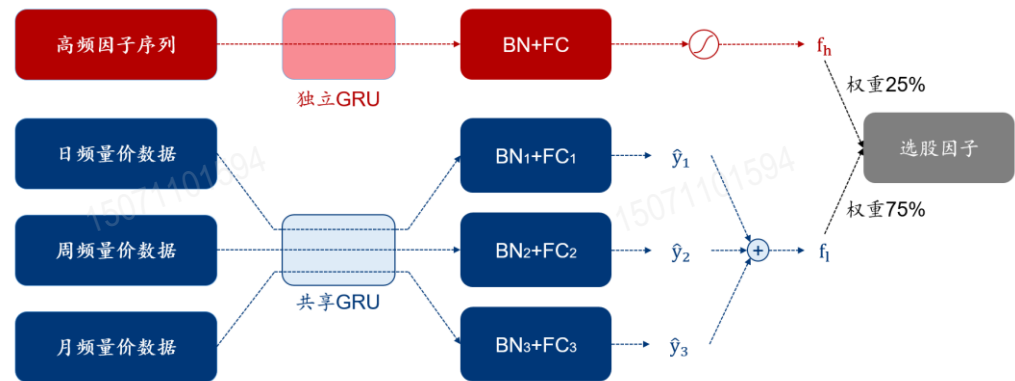 高频因子序列
BN+FC
fh
独立GRU
权重25%
日频量价数据
BN1+FC1
ŷ1
选股因子
15071101594
15071101594
权重75%
周频量价数据
BN2+FC2
ŷ2
+
fl
共享GRU
月频量价数据
BN3+FC3
ŷ3